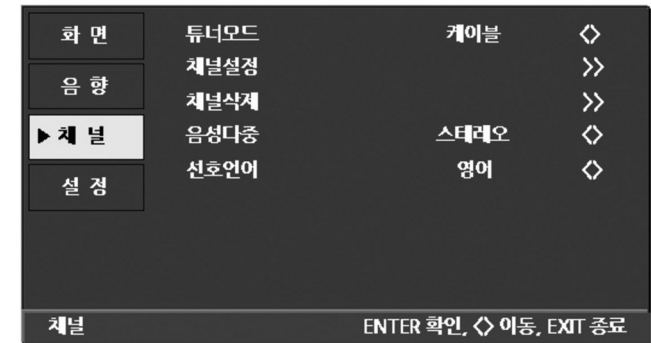 화 면
음 향
▶채 널
설 정
튜너모드 케이블 <>
채널설정 >>
채널삭제 >>
음성다중 스테레오 <>
선호언어 영어 <>
채널 ENTER 확인, <> 이동, EXIT 종료